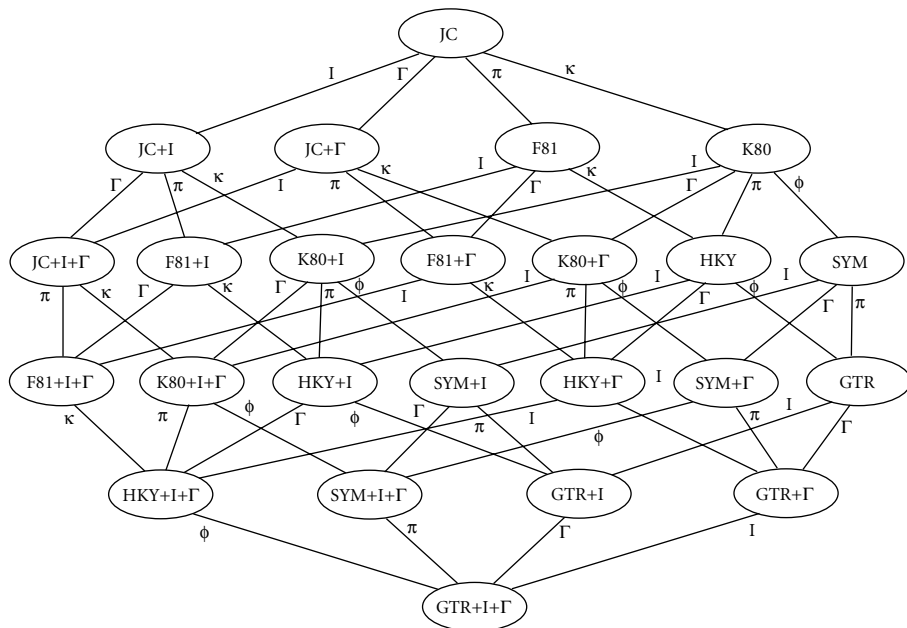 JC
I Γ π κ
JC+I JC+Γ F81 K80
Γ π κ I π κ I Γ κ I Γ π ϕ
JC+I+Γ F81+I K80+I F81+Γ K80+Γ HKY SYM
π κ Γ κ Γ π ϕ I κ I π ϕ I Γ ϕ I Γ π
F81+I+Γ K80+I+Γ HKY+I SYM+I HKY+Γ I SYM+Γ GTR
κ π ϕ Γ ϕ Γ π I ϕ π I Γ
HKY+I+Γ SYM+I+Γ GTR+I GTR+Γ
ϕ π Γ I
GTR+I+Γ